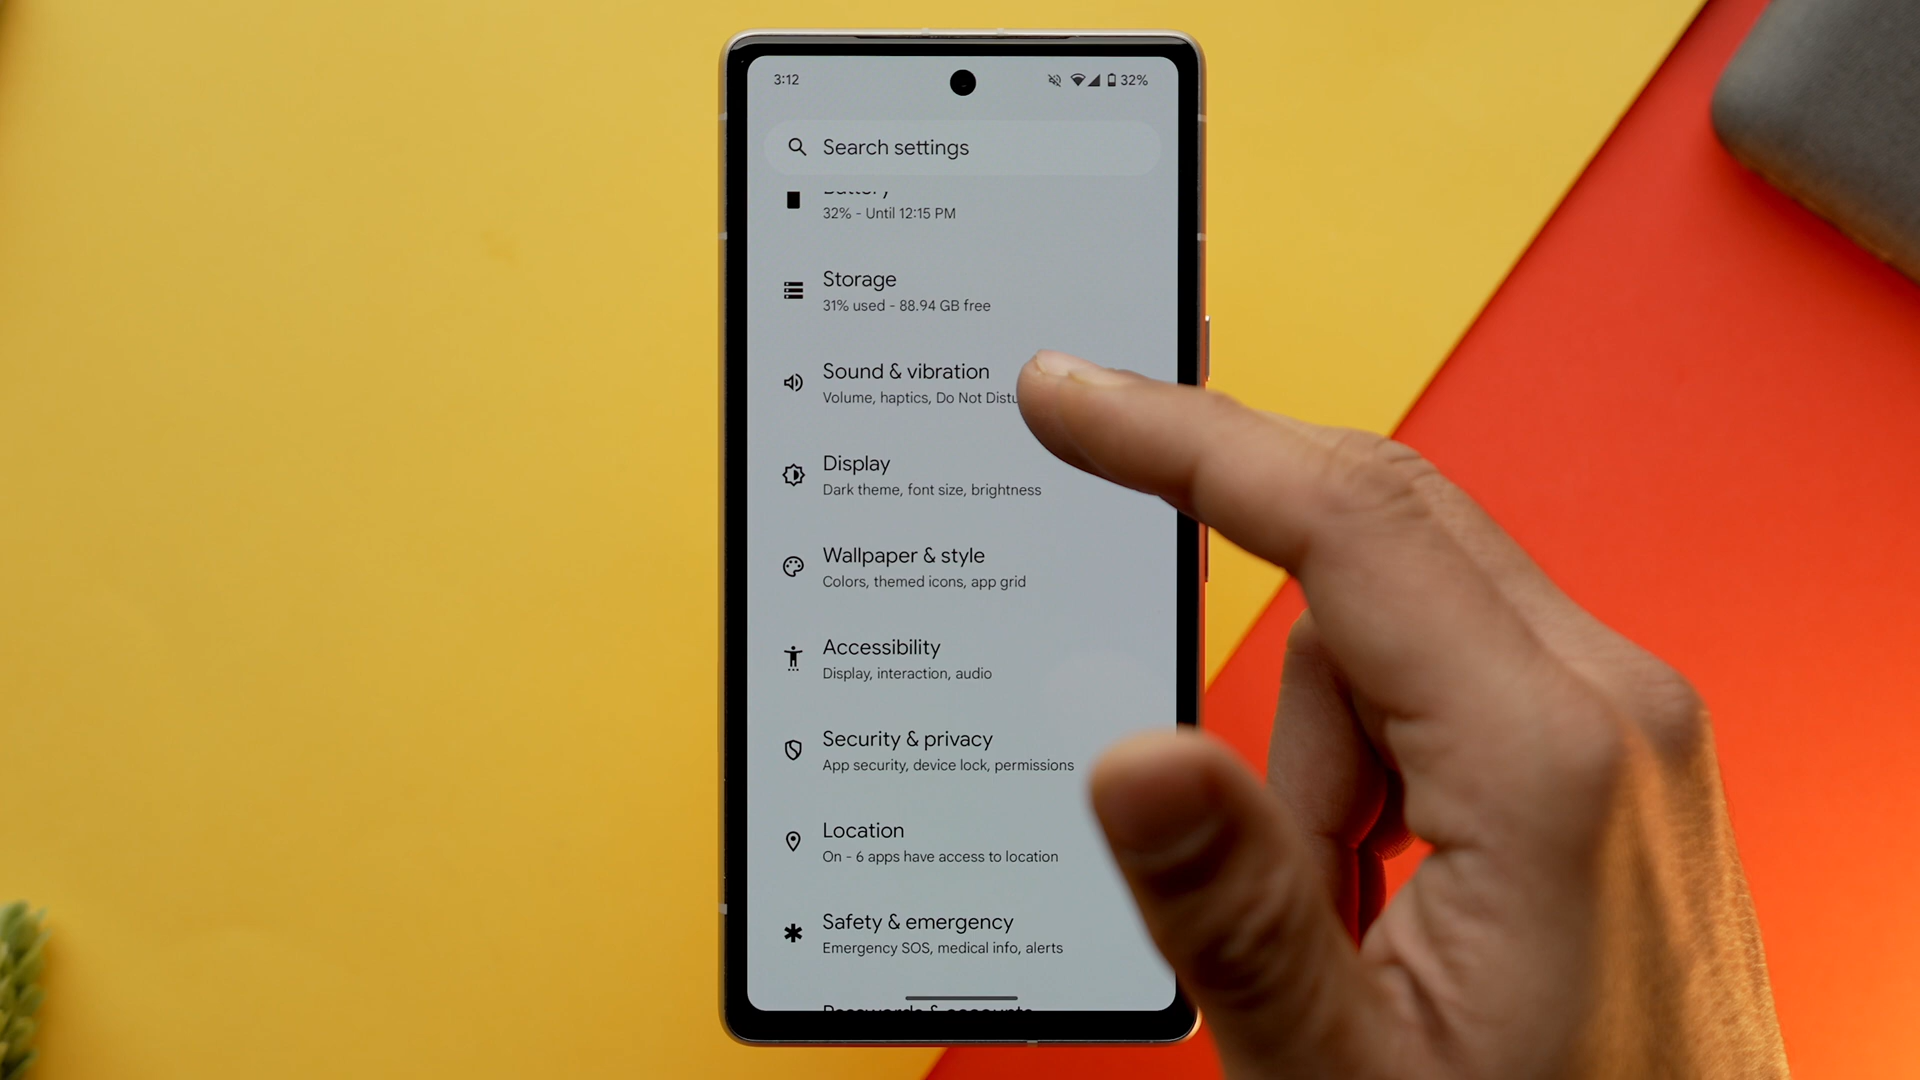 3:12
32%
Search settings
Battery
32% - Until 12:15 PM
Storage
31% used - 88.94 GB free
Sound & vibration
Volume, haptics, Do Not
Display
Dark theme, font size, brightness
Wallpaper & style
Colors, themed icons, app grid
Accessibility
Display, interaction, audio
Security & privacy
App security, device lock, permissions
Location
On - 6 apps have access to location
Safety & emergency
Emergency SOS, medical info, alerts
Passwords & accounts